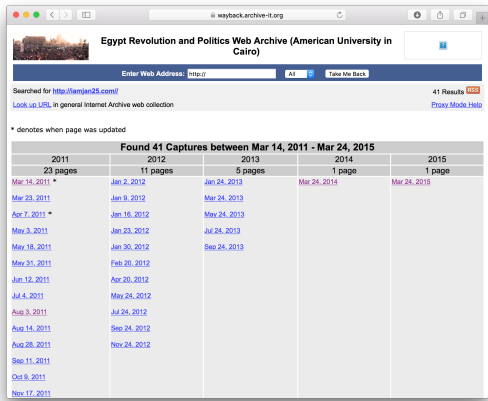 wayback.archive-it.org
Egypt Revolution and Politics Web Archive (American University in
Cairo)
Enter Web Address: http:// All Take Me Back
Searched for http://iamjan25.com// 41 Results RSS
Look up URL in general Internet Archive web collection Proxy Mode Help
* denotes when page was updated
Found 41 Captures between Mar 14, 2011 - Mar 24, 2015
2011 2012 2013 2014 2015
23 pages 11 pages 5 pages 1 page 1 page
Mar 14, 2011 * Jan 2, 2012 Jan 24, 2013 Mar 24, 2014 Mar 24, 2015
Mar 23, 2011 Jan 9, 2012 Mar 24, 2013
Apr 7, 2011 * Jan 16, 2012 May 24, 2013
May 3, 2011 Jan 23, 2012 Jul 24, 2013
May 18, 2011 Jan 30, 2012 Sep 24, 2013
May 31, 2011 Feb 20, 2012
Jun 12, 2011 Apr 20, 2012
Jul 4, 2011 May 24, 2012
Aug 3, 2011 Jul 24, 2012
Aug 14, 2011 Sep 24, 2012
Aug 28, 2011 Nov 24, 2012
Sep 11, 2011
Oct 9, 2011
Nov 17, 2011